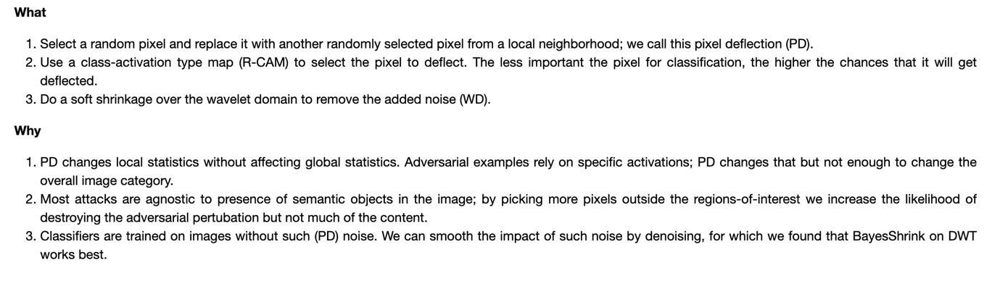 What
1. Select a random pixel and replace it with another randomly selected pixel from a local neighborhood; we call this pixel deflection (PD).
2. Use a class-activation type map (R-CAM) to select the pixel to deflect. The less important the pixel for classification, the higher the chances that it will get
deflected.
3. Do a soft shrinkage over the wavelet domain to remove the added noise (WD).
Why
1. PD changes local statistics without affecting global statistics. Adversarial examples rely on specific activations; PD changes that but not enough to change the
overall image category.
2. Most attacks are agnostic to presence of semantic objects in the image; by picking more pixels outside the regions-of-interest we increase the likelihood of
destroying the adversarial pertubation but not much of the content.
3. Classifiers are trained on images without such (PD) noise. We can smooth the impact of such noise by denoising, for which we found that BayesShrink on DWT
works best.